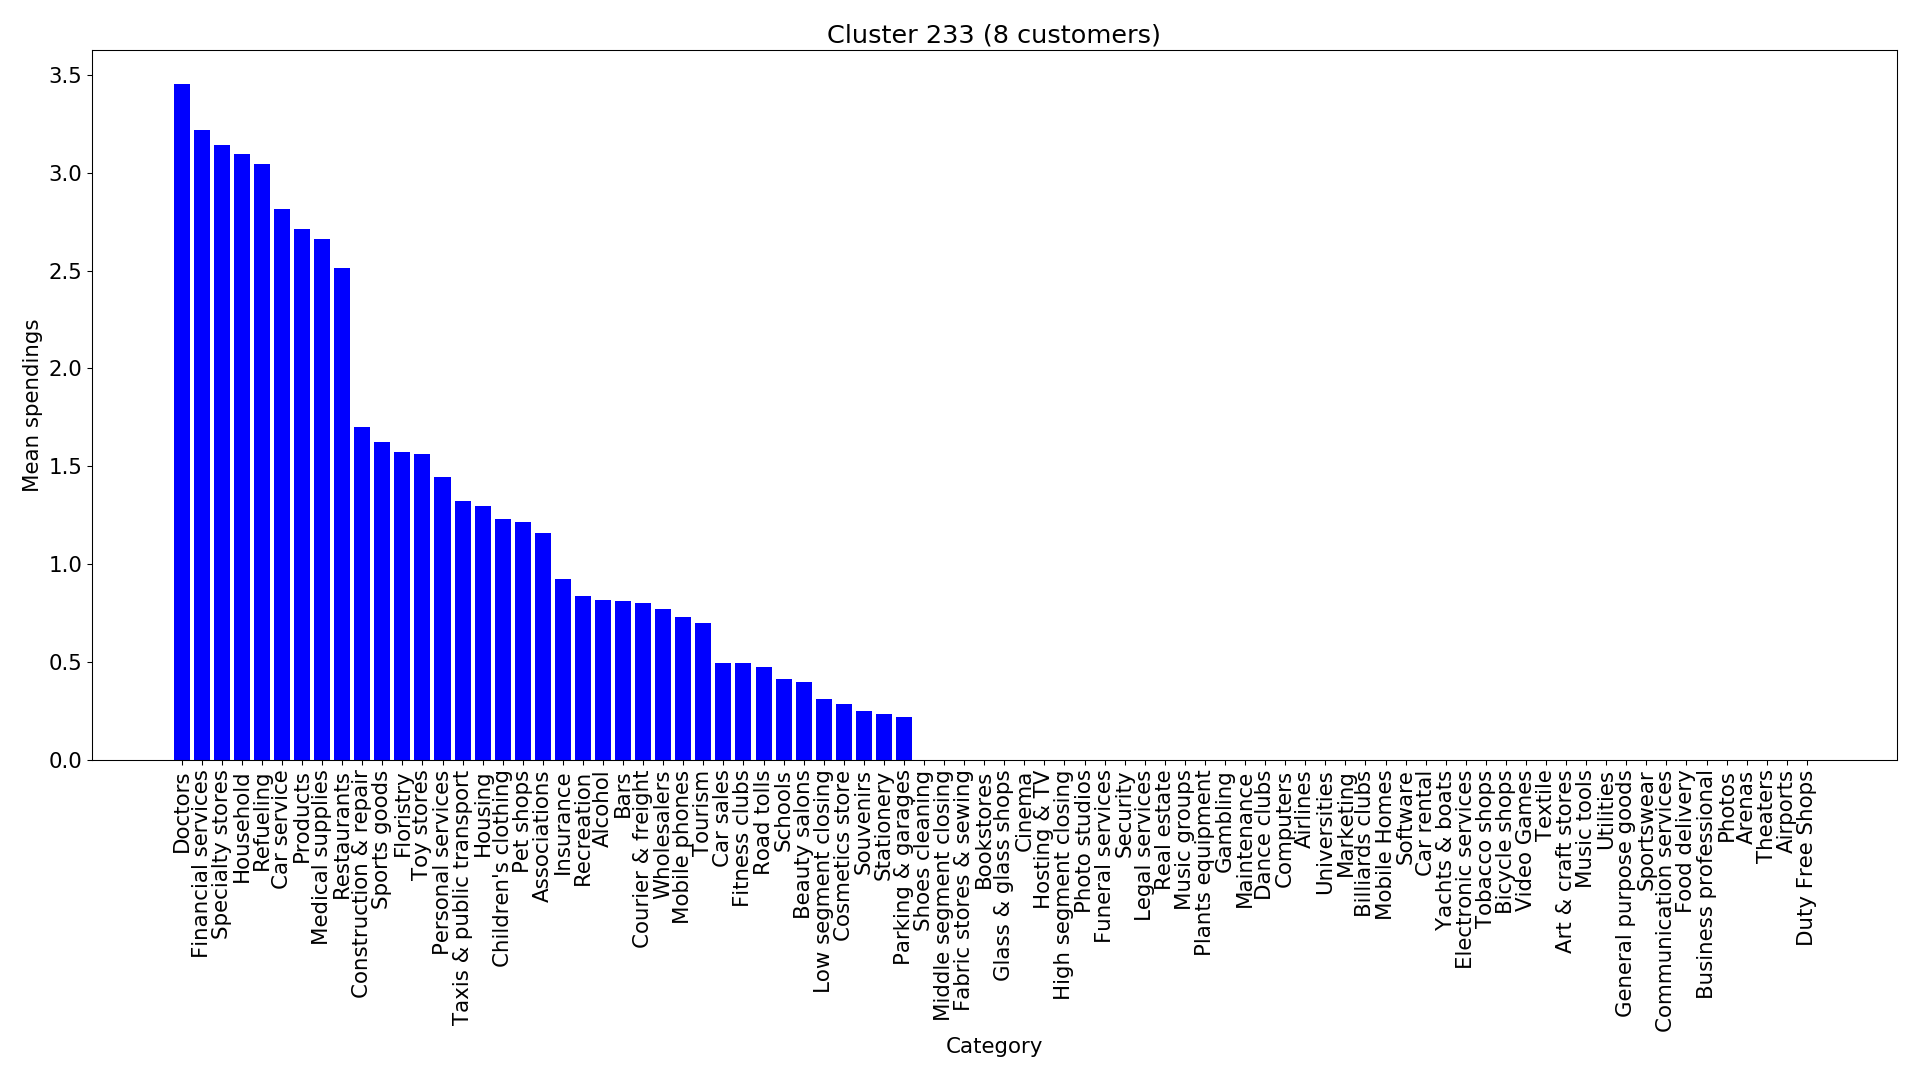 Cluster 233 (8 customers)
3.5
3.0
2.5
2.0
1.5
1.0
0.5
0.0
Mean spendings
Doctors
Financial services
Specialty stores
Household
Refueling
Car service
Products
Medical supplies
Restaurants
Construction & repair
Sports goods
Floristry
Toy stores
Personal services
Taxis & public transport
Housing
Children's clothing
Pet shops
Associations
Insurance
Recreation
Alcohol
Bars
Courier & freight
Wholesalers
Mobile phones
Tourism
Car sales
Fitness clubs
Road tolls
Schools
Beauty salons
Low segment closing
Cosmetics store
Souvenirs
Stationery
Parking & garages
Shoes cleaning
Middle segment closing
Fabric stores & sewing
Bookstores
Glass & glass shops
Cinema
Hosting & TV
High segment closing
Photo studios
Funeral services
Security
Legal services
Real estate
Music groups
Plants equipment
Gambling
Maintenance
Dance clubs
Computers
Airlines
Universities
Marketing
Billiards clubs
Mobile Homes
Software
Car rental
Yachts & boats
Electronic services
Tobacco shops
Bicycle shops
Video Games
Textile
Art & craft stores
Music tools
Utilities
General purpose goods
Sportswear
Communication services
Food delivery
Business professional
Photos
Arenas
Theaters
Airports
Duty Free Shops
Category